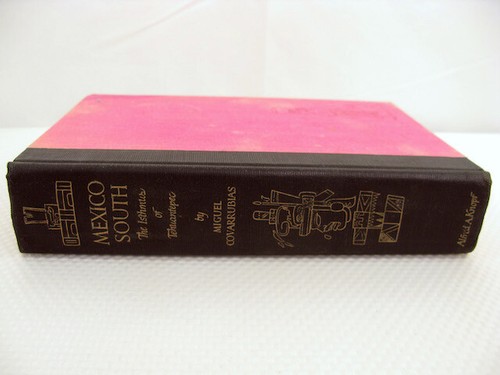 MEXICO
SOUTH
The Isthmus
of
Tehuantepec
by
MIGUEL
COVARRUBIAS
Alfred A. Knopf